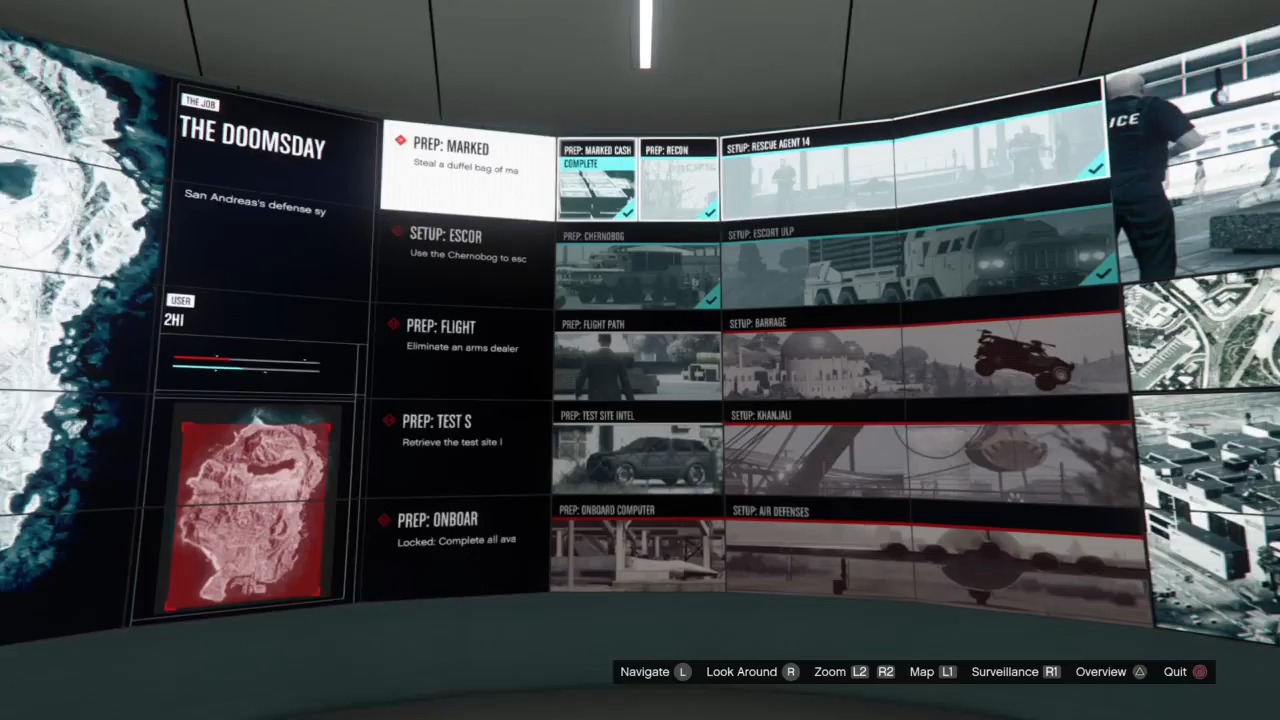 THE JOB
THE DOOMSDAY
San Andreas's defense sy
USER
2HI
PREP: MARKED
Steal a duffel bag of ma
SETUP: ESCOR
Use the Chernobog to esc
PREP: FLIGHT
Eliminate an arms dealer
PREP: TEST S
Retrieve the test site l
PREP: ONBOAR
Locked: Complete all ava
PREP: MARKED CASH
COMPLETE
PREP: RECON
SETUP: RESCUE AGENT 14
PREP: CHERNOBOG
SETUP: ESCORT ULP
PREP: FLIGHT PATH
SETUP: BARRAGE
PREP: TEST SITE INTEL
SETUP: KHANJALI
PREP: ONBOARD COMPUTER
SETUP: AIR DEFENSES
ICE
Navigate L Look Around R Zoom L2 R2 Map L1 Surveillance R1 Overview Quit